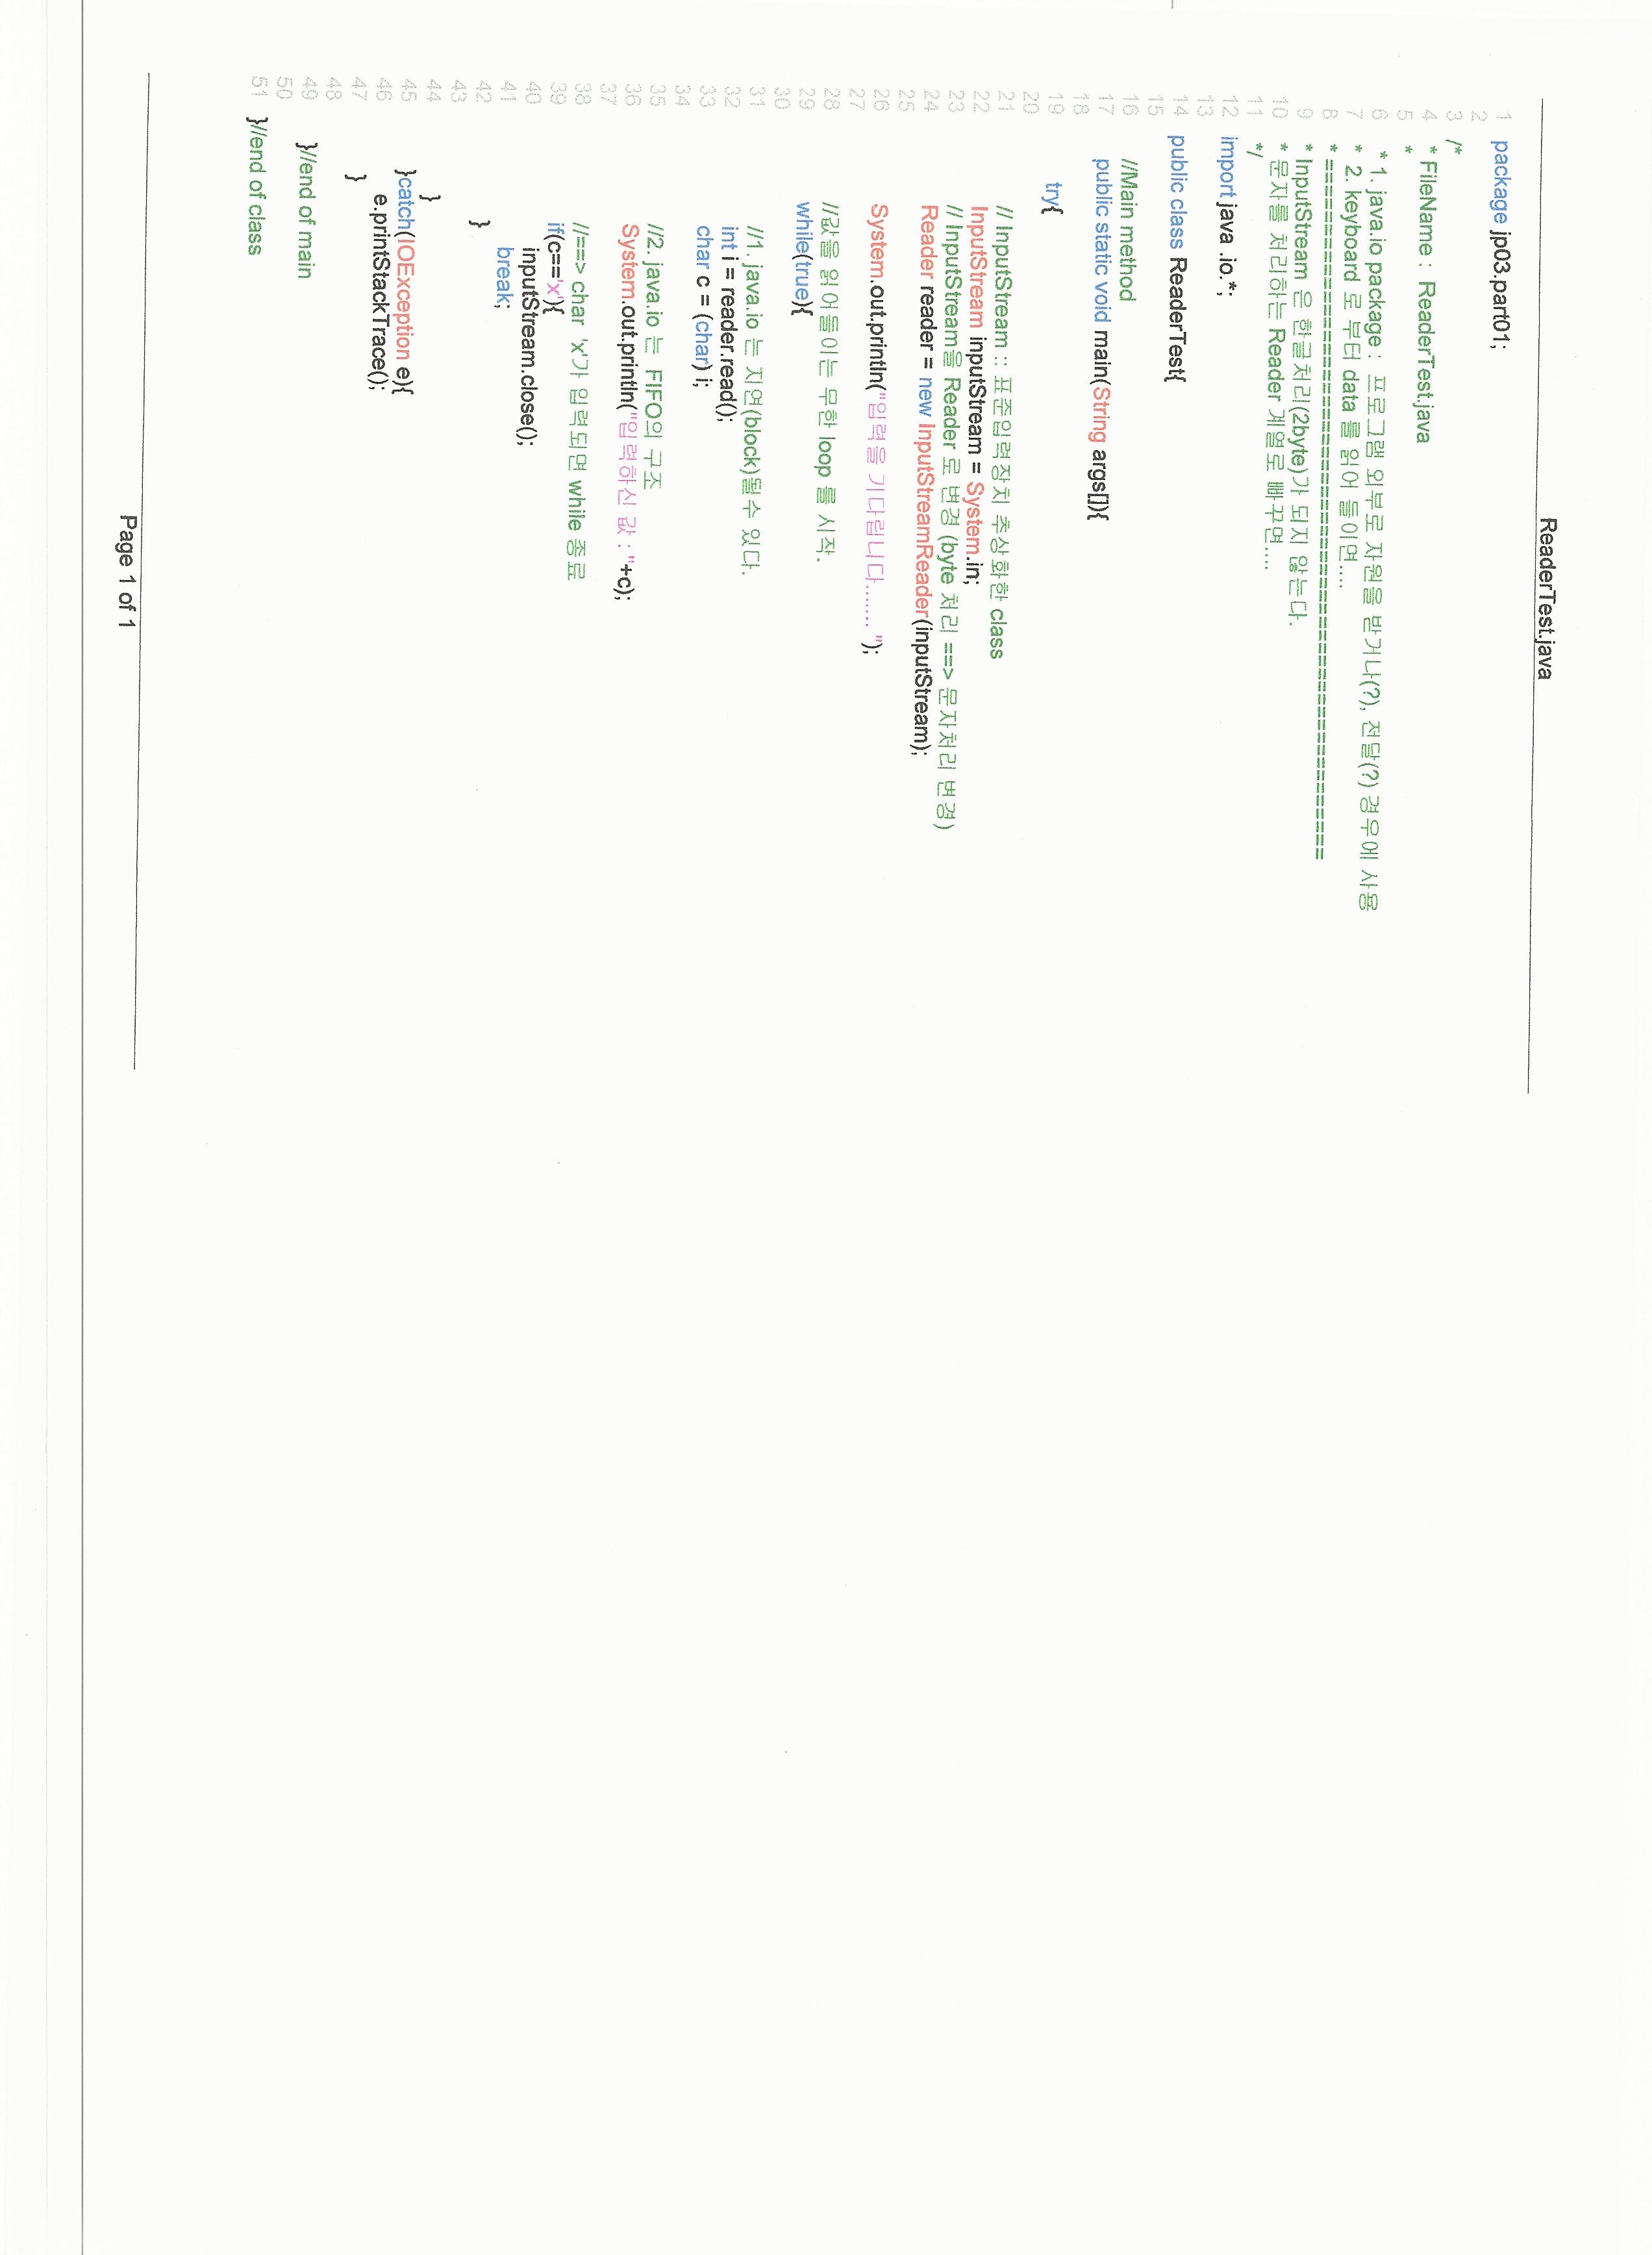 ReaderTest.java
1 package jp03.part01;
2
3 /*
4 * FileName : ReaderTest.java
5 *
6 * 1. java.io package : 프로그램 외부로 자원을 받거나(?), 전달(?) 경우에 사용
7 * 2. keyboard 로 부터 data 를 읽어 들이면....
8 * ======================================================
9 * InputStream 은 한글처리(2byte)가 되지 않는다.
10 * 문자를 처리하는 Reader 계열로 빠꾸면....
11 */
12 import java .io.*;
13
14 public class ReaderTest{
15
16 //Main method
17 public static void main(String args[]){
18
19 try{
20
21 // InputStream :: 표준입력장치 추상화한 class
22 InputStream inputStream = System.in;
23 // InputStream을 Reader 로 변경 (byte 처리 ==> 문자처리 변경)
24 Reader reader = new InputStreamReader(inputStream);
25
26 System.out.println("입력을 기다립니다....... ");
27
28 //값을 읽어들이는 무한 loop 를 시작.
29 while(true){
30
31 //1. java.io 는 지연(block)될수 있다.
32 int i = reader.read();
33 char c = (char) i;
34
35 //2. java.io 는 FIFO의 구조
36 System.out.println("입력하신 값 : "+c);
37
38 //==> char 'x'가 입력되면 while 종료
39 if(c=='x'){
40 inputStream.close();
41 break;
42 }
43
44 }
45 }catch(IOException e){
46 e.printStackTrace();
47 }
48
49 }//end of main
50
51 }//end of class
Page 1 of 1